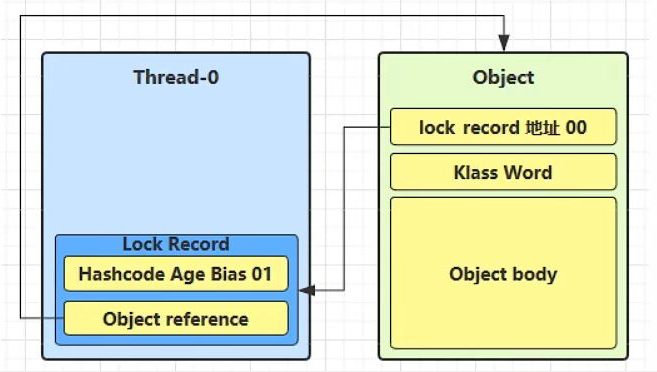 Thread-0
Lock Record
Hashcode Age Bias 01
Object reference
Object
lock record 地址 00
Klass Word
Object body